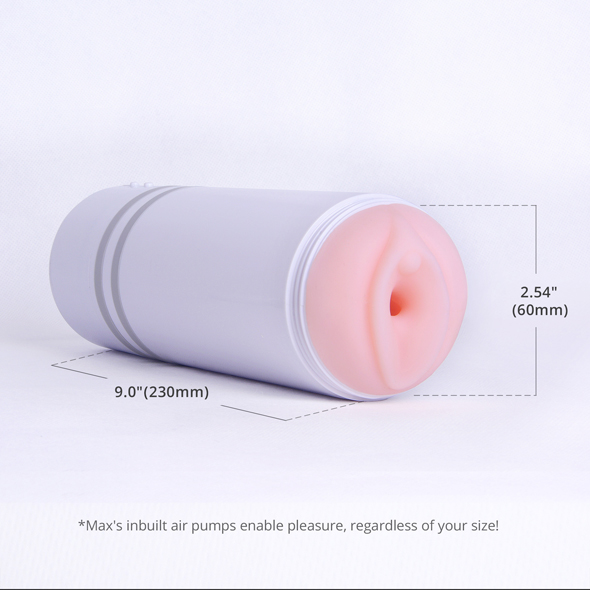 2.54"
(60mm)
9.0"(230mm)
*Max's inbuilt air pumps enable pleasure, regardless of your size!